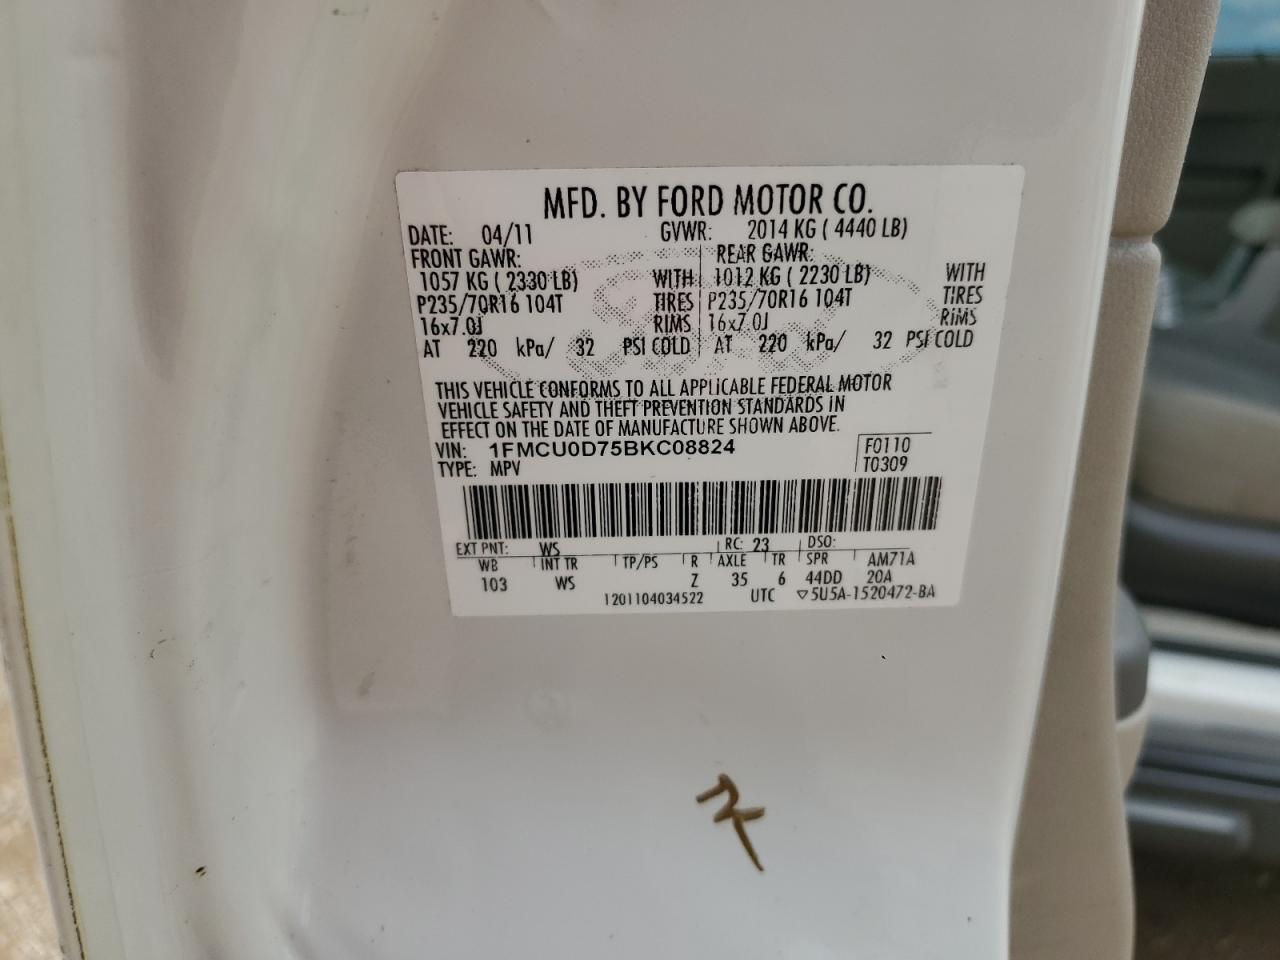 MFD. BY FORD MOTOR CO.
DATE: 04/11 GVWR: 2014 KG ( 4440 LB)
FRONT GAWR: REAR GAWR:
1057 KG ( 2330 LB) WITH 1012 KG ( 2230 LB) WITH
P235/70R16 104T TIRES P235/70R16 104T TIRES
16x7.0J RIMS 16x7.0J RIMS
AT 220 kPa/ 32 PSI COLD AT 220 kPa/ 32 PSI COLD
THIS VEHICLE CONFORMS TO ALL APPLICABLE FEDERAL MOTOR
VEHICLE SAFETY AND THEFT PREVENTION STANDARDS IN
EFFECT ON THE DATE OF MANUFACTURE SHOWN ABOVE.
VIN: 1FMCU0D75BKC08824 F0110
TYPE: MPV T0309
EXT PNT: WS RC: 23 DSO:
WB INT TR TP/PS R AXLE TR SPR AM71A
103 WS Z 35 6 44DD 20A
1201104034522 UTC ▽5U5A-1520472-BA